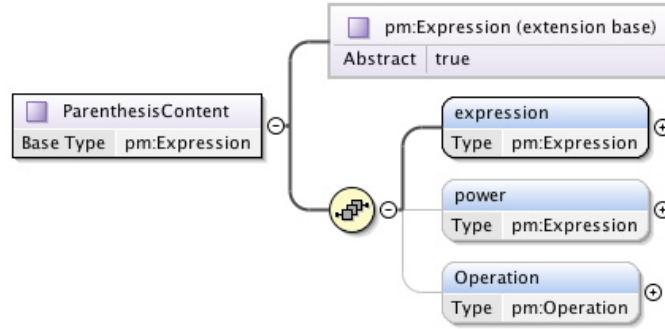 pm:Expression (extension base)
Abstract true
ParenthesisContent
Base Type pm:Expression
expression
Type pm:Expression
power
Type pm:Expression
Operation
Type pm:Operation